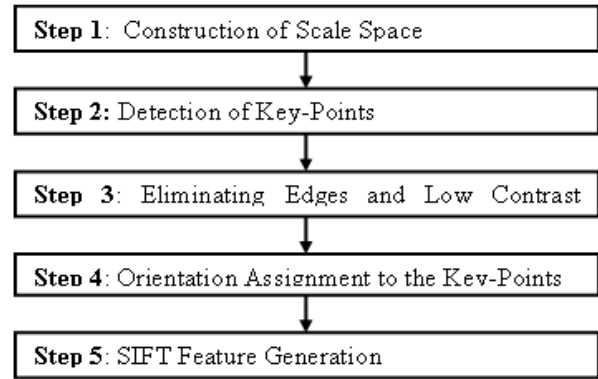 Step 1: Construction of Scale Space
Step 2: Detection of Key-Points
Step 3: Eliminating Edges and Low Contrast
Step 4: Orientation Assignment to the Key-Points
Step 5: SIFT Feature Generation